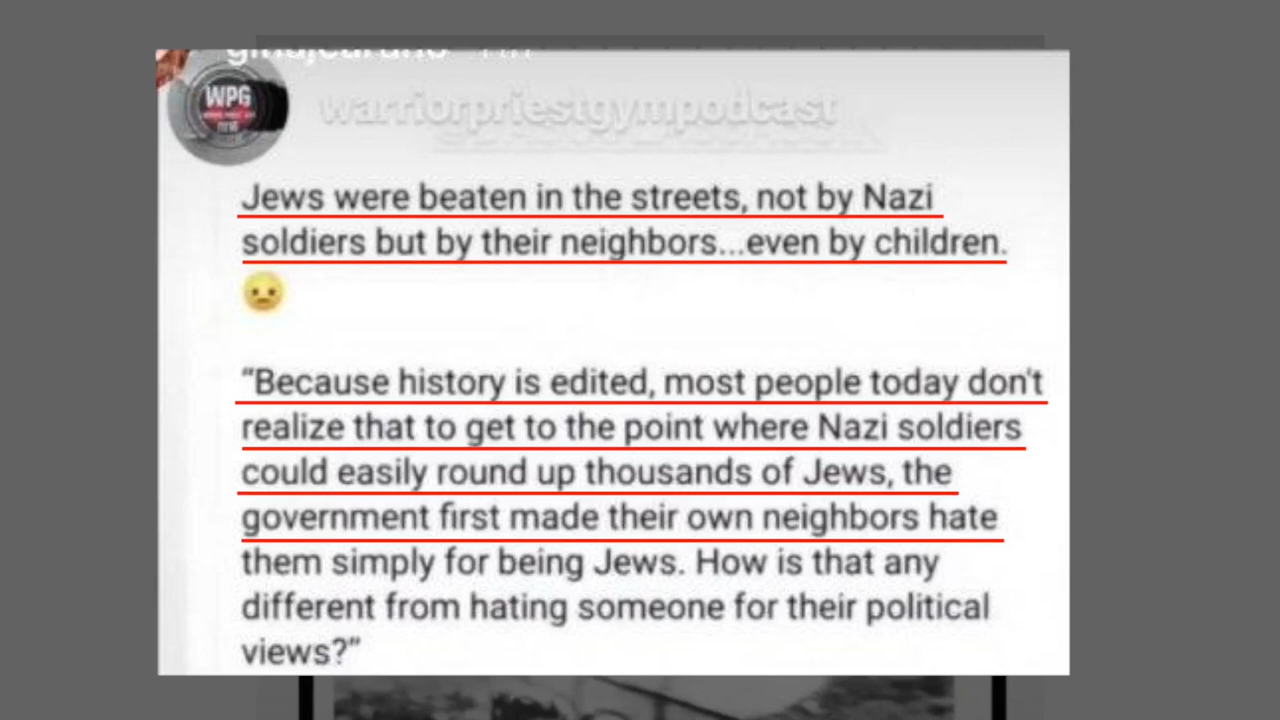 WPG
warriorpriestgympodcast
Jews were beaten in the streets, not by Nazi
soldiers but by their neighbors...even by children.
😐
“Because history is edited, most people today don't
realize that to get to the point where Nazi soldiers
could easily round up thousands of Jews, the
government first made their own neighbors hate
them simply for being Jews. How is that any
different from hating someone for their political
views?”